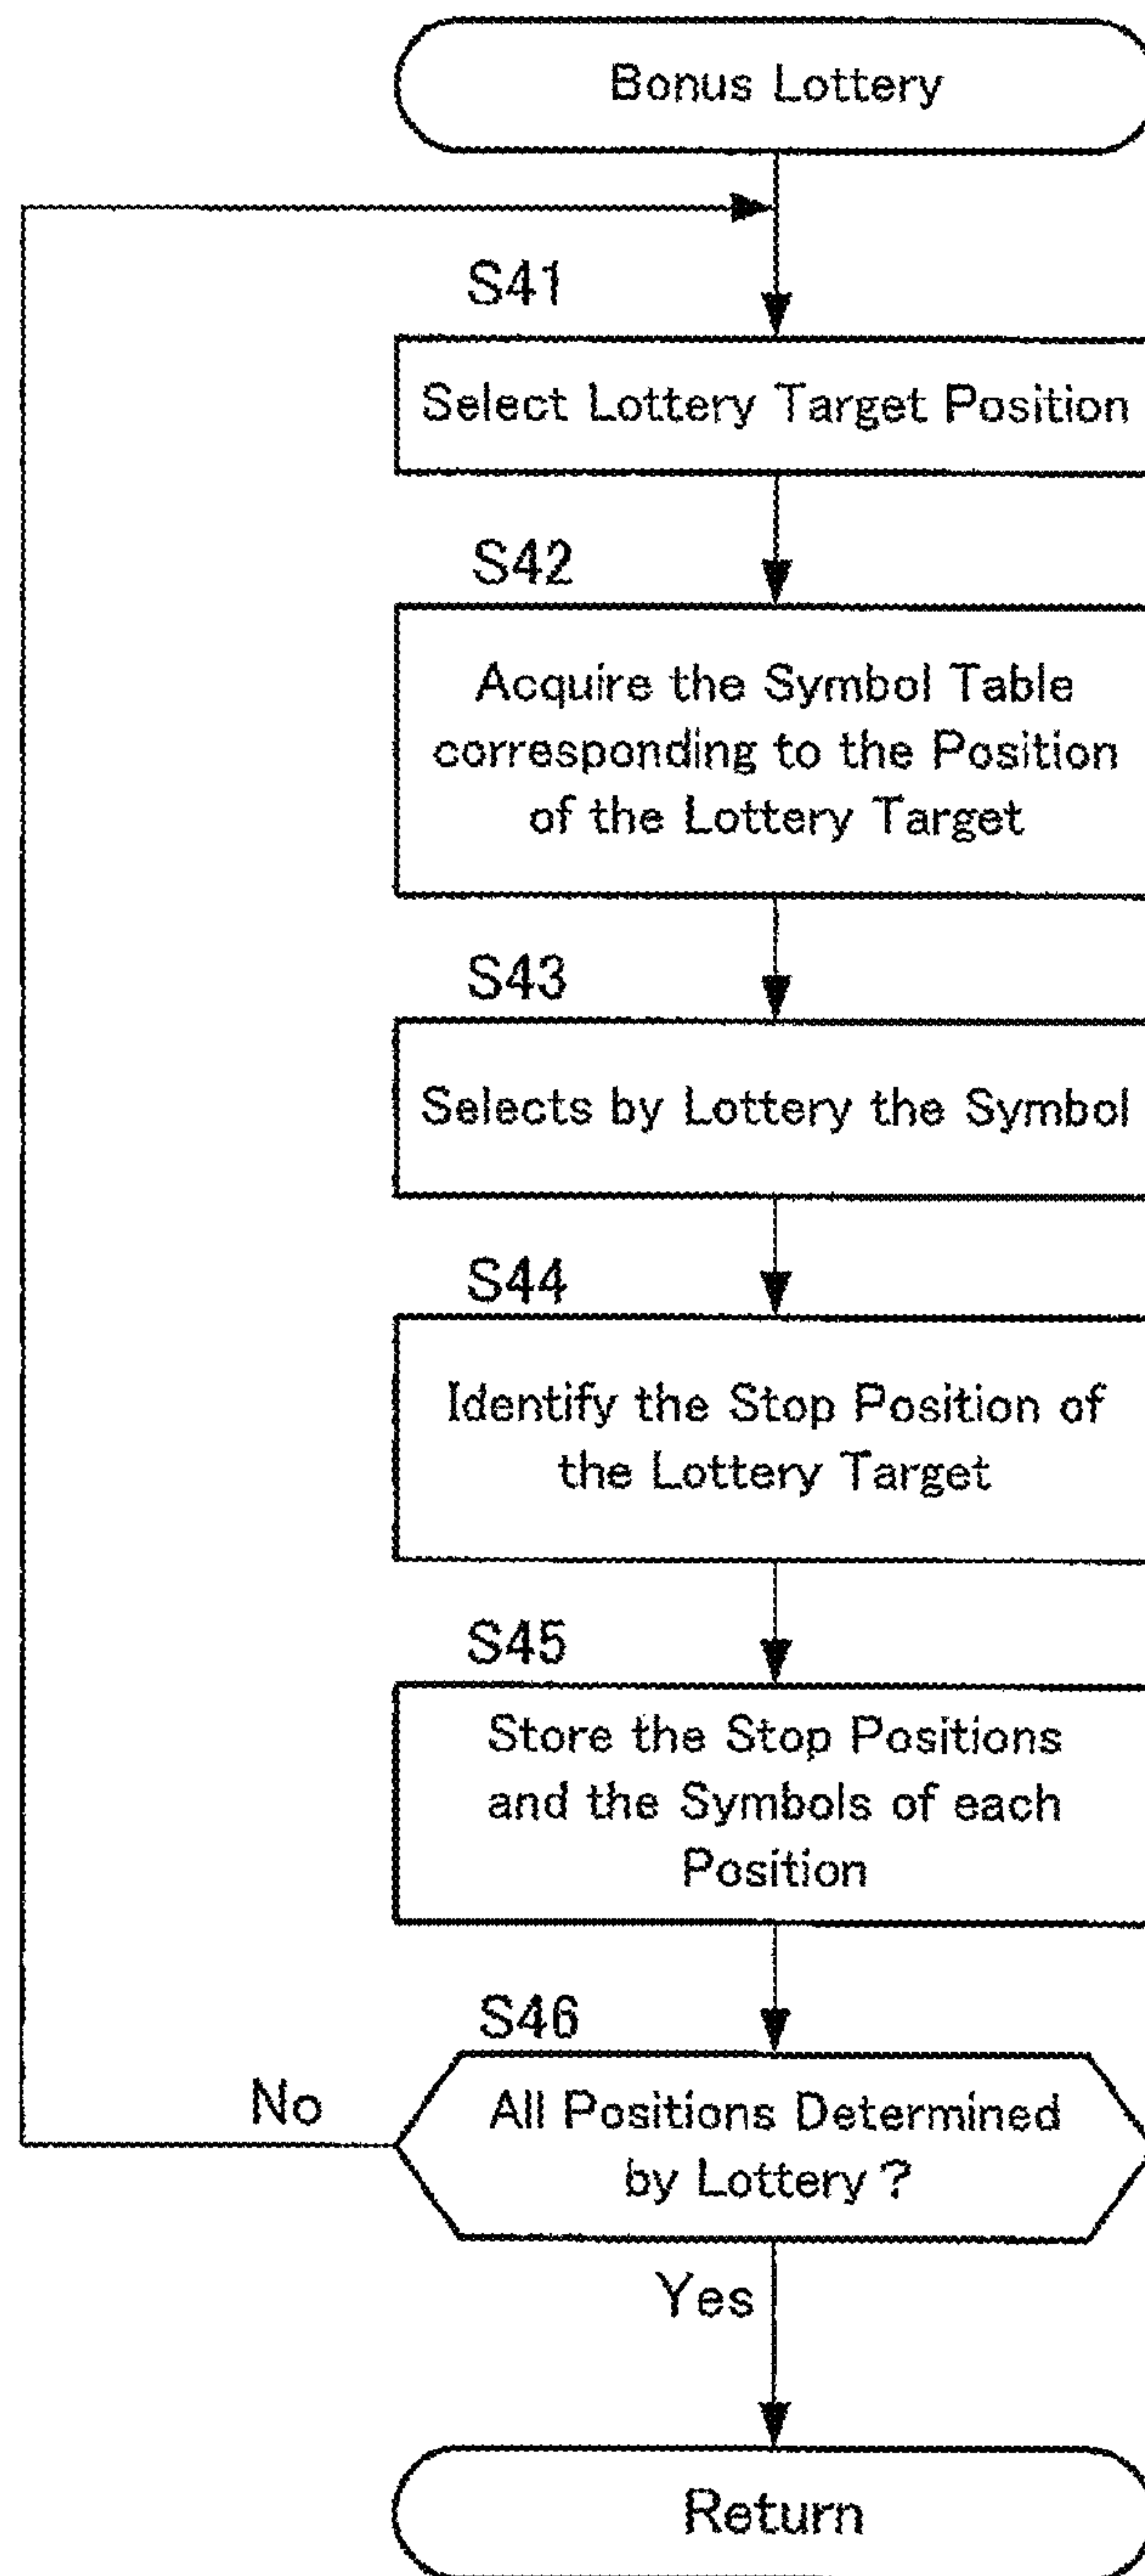 Bonus Lottery
S41
Select Lottery Target Position
S42
Acquire the Symbol Table
corresponding to the Position
of the Lottery Target
S43
Selects by Lottery the Symbol
S44
Identify the Stop Position of
the Lottery Target
S45
Store the Stop Positions
and the Symbols of each
Position
S46
No
All Positions Determined
by Lottery ?
Yes
Return